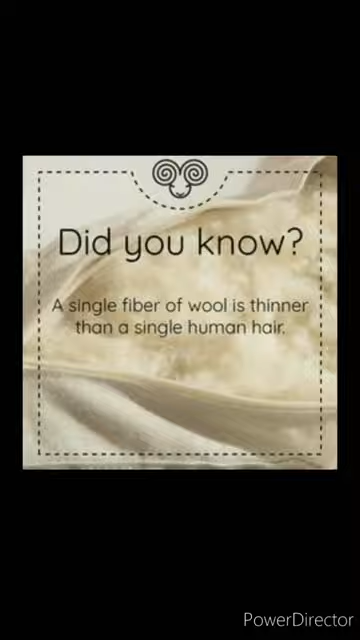 Did you know?
A single fiber of wool is thinner
than a single human hair.
PowerDirector